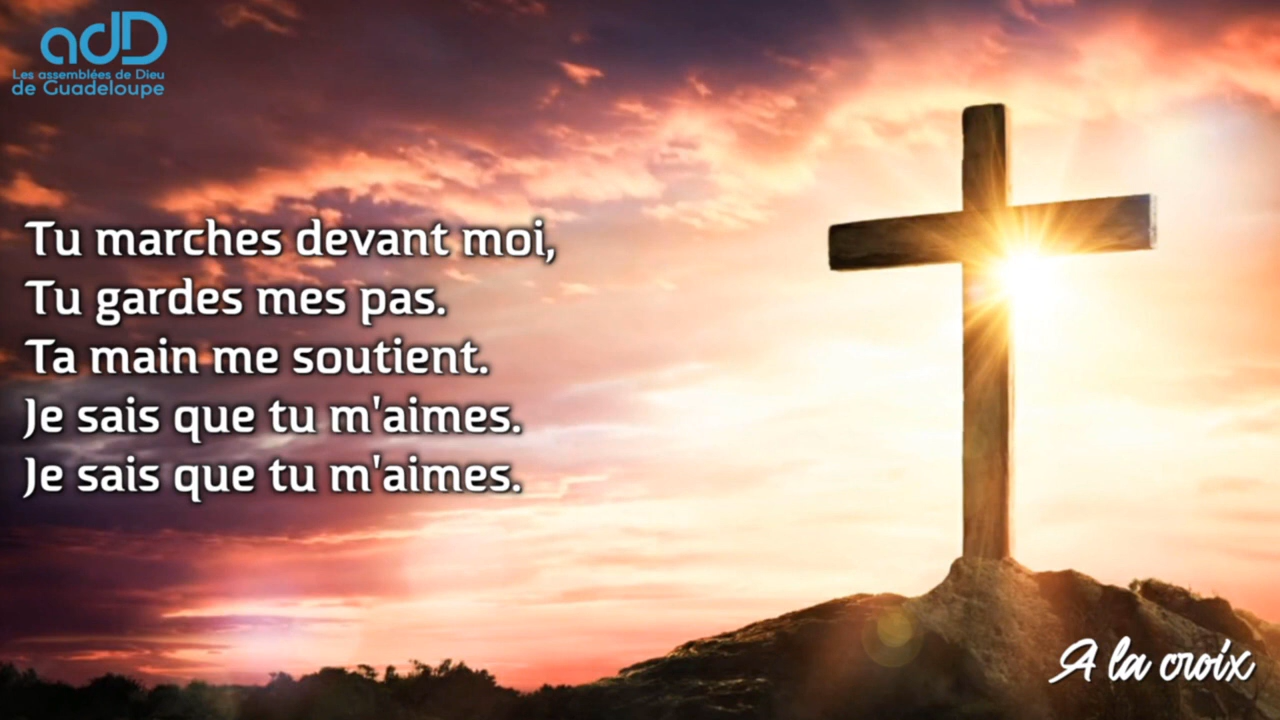 adD
Les assemblées de Dieu
de Guadeloupe
Tu marches devant moi,
Tu gardes mes pas.
Ta main me soutient.
Je sais que tu m'aimes.
Je sais que tu m'aimes.
A la croix